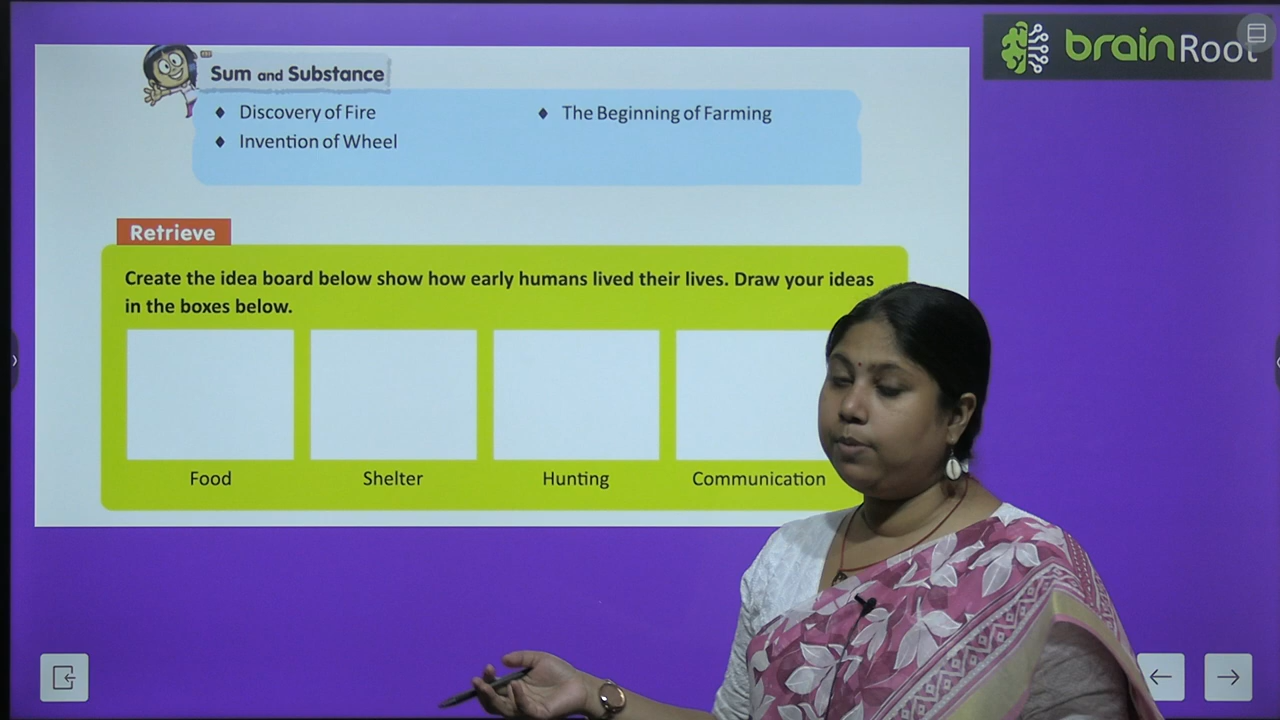 brainRoot
Sum and Substance
♦ Discovery of Fire
♦ The Beginning of Farming
♦ Invention of Wheel
Retrieve
Create the idea board below show how early humans lived their lives. Draw your ideas
in the boxes below.
Food
Shelter
Hunting
Communication